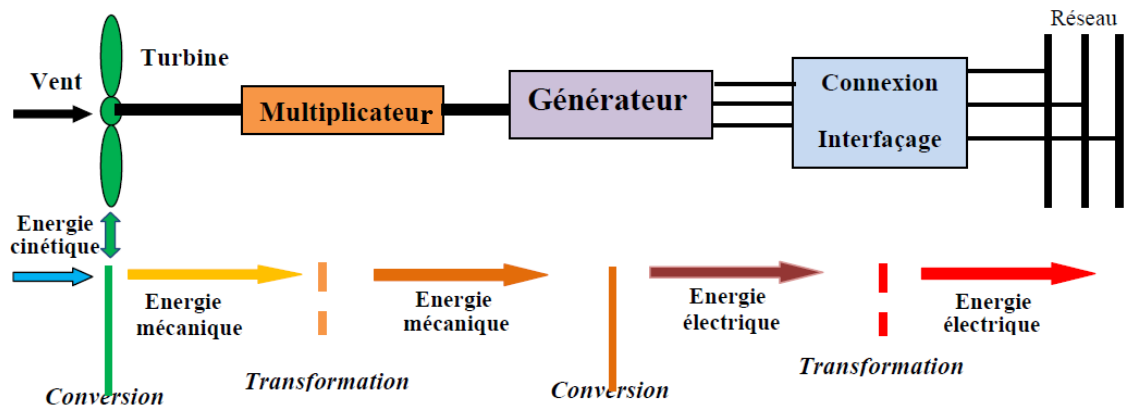 Réseau
Vent
Turbine
Multiplicateur
Générateur
Connexion
Interfaçage
Energie
cinétique
Energie
mécanique
Energie
mécanique
Energie
électrique
Energie
électrique
Conversion
Transformation
Conversion
Transformation